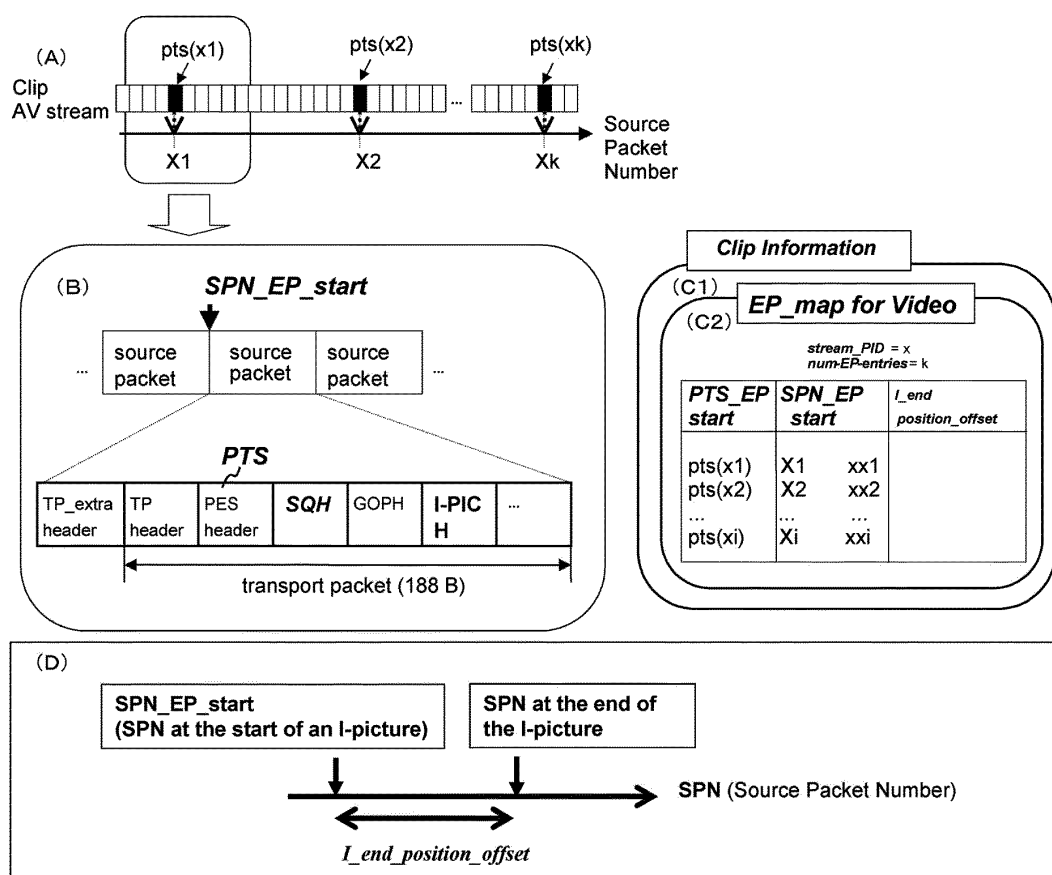 (A)
pts(x1)
pts(x2)
pts(xk)
Clip
AV stream
...
Source
Packet
Number
X1
X2
Xk
(B)
SPN_EP_start
...
source
packet
source
packet
source
packet
...
PTS
TP_extra
header
TP
header
PES
header
SQH
GOPH
I-PIC
H
...
transport packet (188 B)
Clip Information
(C1)
EP_map for Video
(C2)
stream_PID = x
num-EP-entries = k
PTS_EP
start
SPN_EP
start
I_end
position_offset
pts(x1) X1 xx1
pts(x2) X2 xx2
... ... ...
pts(xi) Xi xxi
(D)
SPN_EP_start
(SPN at the start of an I-picture)
SPN at the end of
the I-picture
SPN (Source Packet Number)
I_end_position_offset